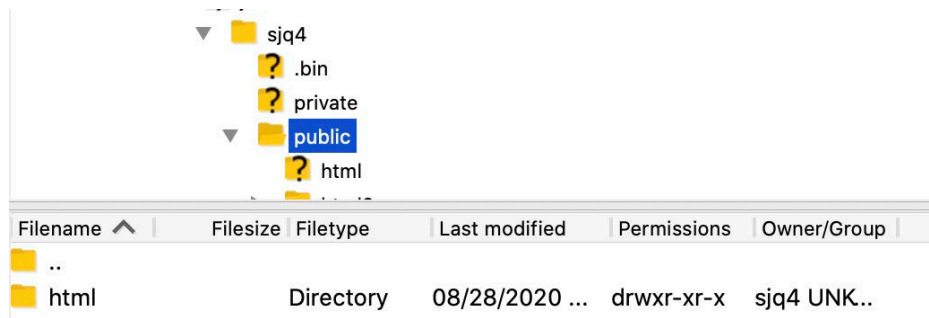 sjq4
.bin
private
public
html
Filename Filesize Filetype Last modified Permissions Owner/Group
..
html Directory 08/28/2020 ... drwxr-xr-x sjq4 UNK...